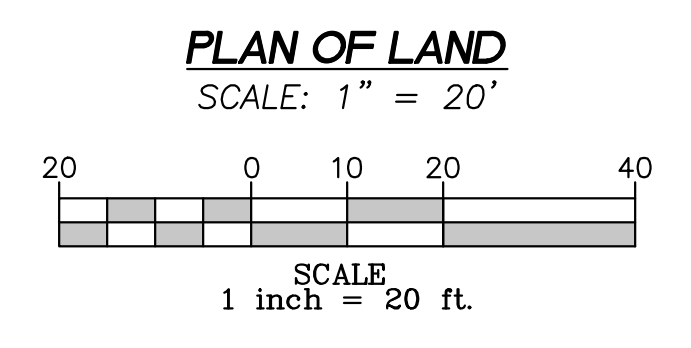 PLAN OF LAND
SCALE: 1" = 20'
20 0 10 20 40
SCALE
1 inch = 20 ft.